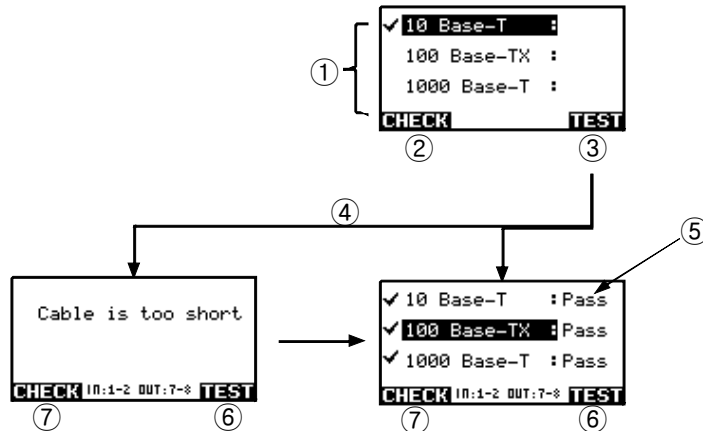 ✓ 10 Base-T :
100 Base-TX :
1000 Base-T :
CHECK TEST
①
② ③
④
⑤
Cable is too short
CHECK IN:1-2 OUT:7-8 TEST
⑦ ⑥
✓ 10 Base-T :Pass
✓ 100 Base-TX :Pass
✓ 1000 Base-T :Pass
CHECK IN:1-2 OUT:7-8 TEST
⑦ ⑥